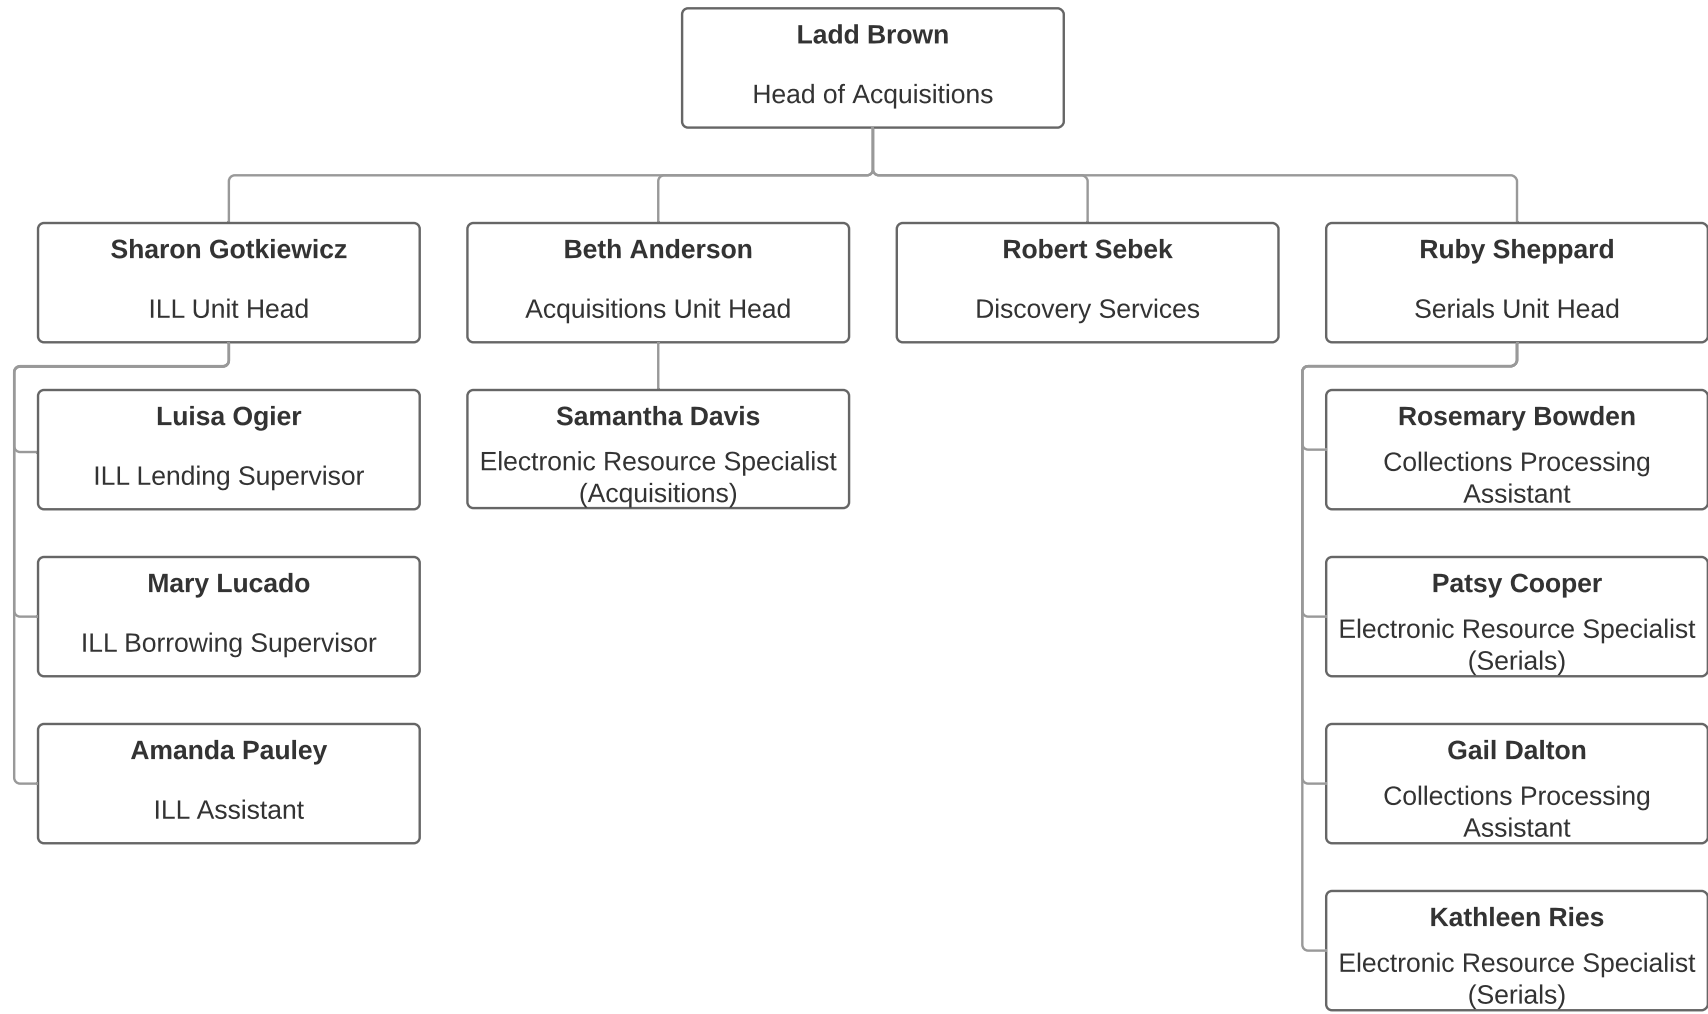 Ladd Brown
Head of Acquisitions
Sharon Gotkiewicz
ILL Unit Head
Beth Anderson
Acquisitions Unit Head
Robert Sebek
Discovery Services
Ruby Sheppard
Serials Unit Head
Luisa Ogier
ILL Lending Supervisor
Mary Lucado
ILL Borrowing Supervisor
Amanda Pauley
ILL Assistant
Samantha Davis
Electronic Resource Specialist
(Acquisitions)
Rosemary Bowden
Collections Processing
Assistant
Patsy Cooper
Electronic Resource Specialist
(Serials)
Gail Dalton
Collections Processing
Assistant
Kathleen Ries
Electronic Resource Specialist
(Serials)